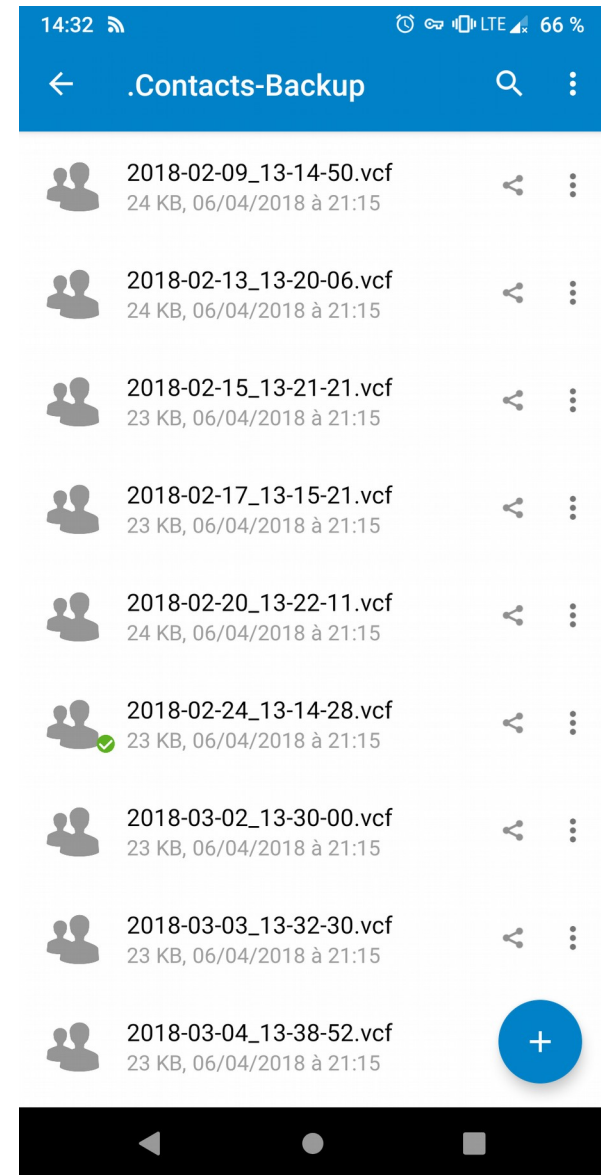 14:32 LTE 66 %
.Contacts-Backup
2018-02-09_13-14-50.vcf
24 KB, 06/04/2018 à 21:15
2018-02-13_13-20-06.vcf
24 KB, 06/04/2018 à 21:15
2018-02-15_13-21-21.vcf
23 KB, 06/04/2018 à 21:15
2018-02-17_13-15-21.vcf
23 KB, 06/04/2018 à 21:15
2018-02-20_13-22-11.vcf
24 KB, 06/04/2018 à 21:15
2018-02-24_13-14-28.vcf
23 KB, 06/04/2018 à 21:15
2018-03-02_13-30-00.vcf
23 KB, 06/04/2018 à 21:15
2018-03-03_13-32-30.vcf
23 KB, 06/04/2018 à 21:15
2018-03-04_13-38-52.vcf
23 KB, 06/04/2018 à 21:15